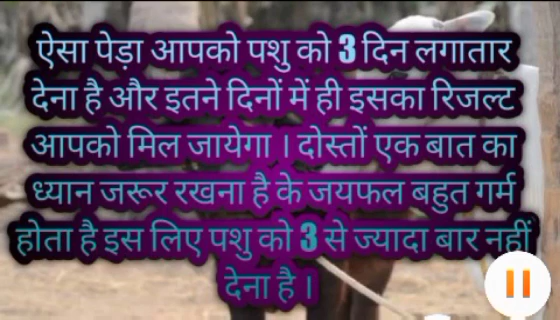 ऐसा पेड़ा आपको पशु को 3 दिन लगातार
देना है और इतने दिनों में ही इसका रिजल्ट
आपको मिल जायेगा । दोस्तों एक बात का
ध्यान जरूर रखना है के जयफल बहुत गर्म
होता है इस लिए पशु को 3 से ज्यादा बार नहीं
देना है ।